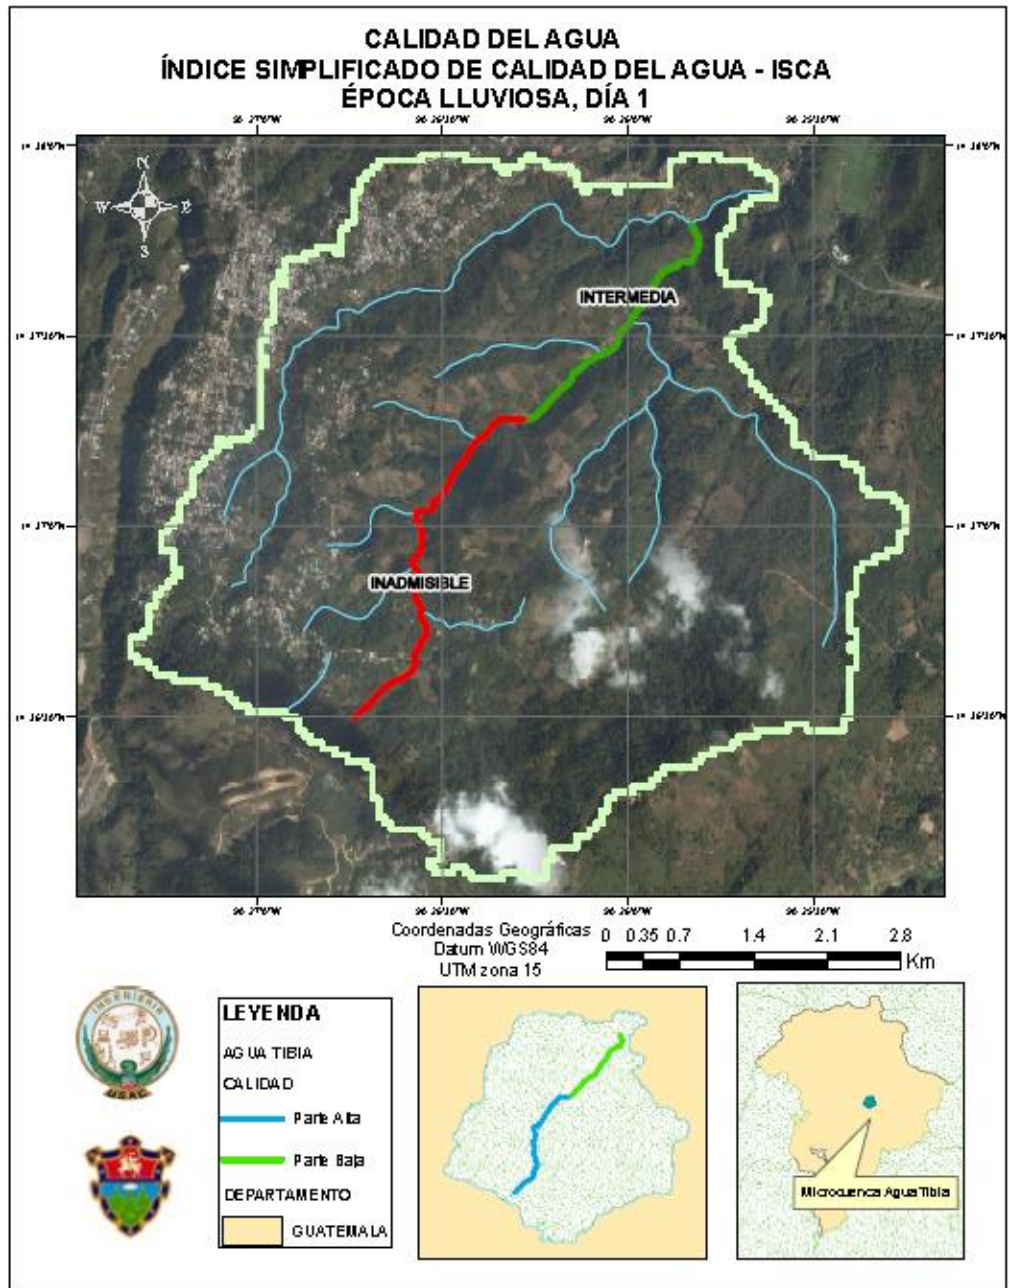 CALIDAD DEL AGUA
ÍNDICE SIMPLIFICADO DE CALIDAD DEL AGUA - ISCA
ÉPOCA LLUVIOSA, DÍA 1
N
W E
S
INTERMEDIA
INADMISIBLE
Coordenadas Geográficas
Datum WGS84
UTM zona 15
0 0.35 0.7 1.4 2.1 2.8
Km
INGENIERIA
USAC
LEYENDA
AGUA TIBIA
CALIDAD
Parte Alta
Parte Baja
DEPARTAMENTO
GUATEMALA
Microcuenca Agua Tibia